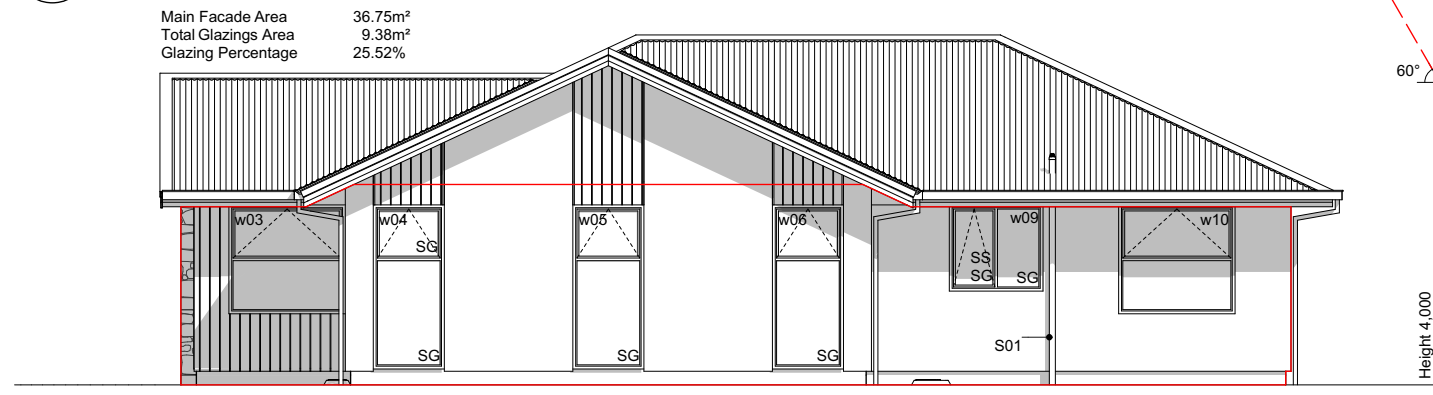 Main Facade Area 36.75m²
Total Glazings Area 9.38m²
Glazing Percentage 25.52%
60°
w03
w04
w05
w06
w09
w10
SG
SS
SG
SG
S01
SG
SG
SG
Height 4,000